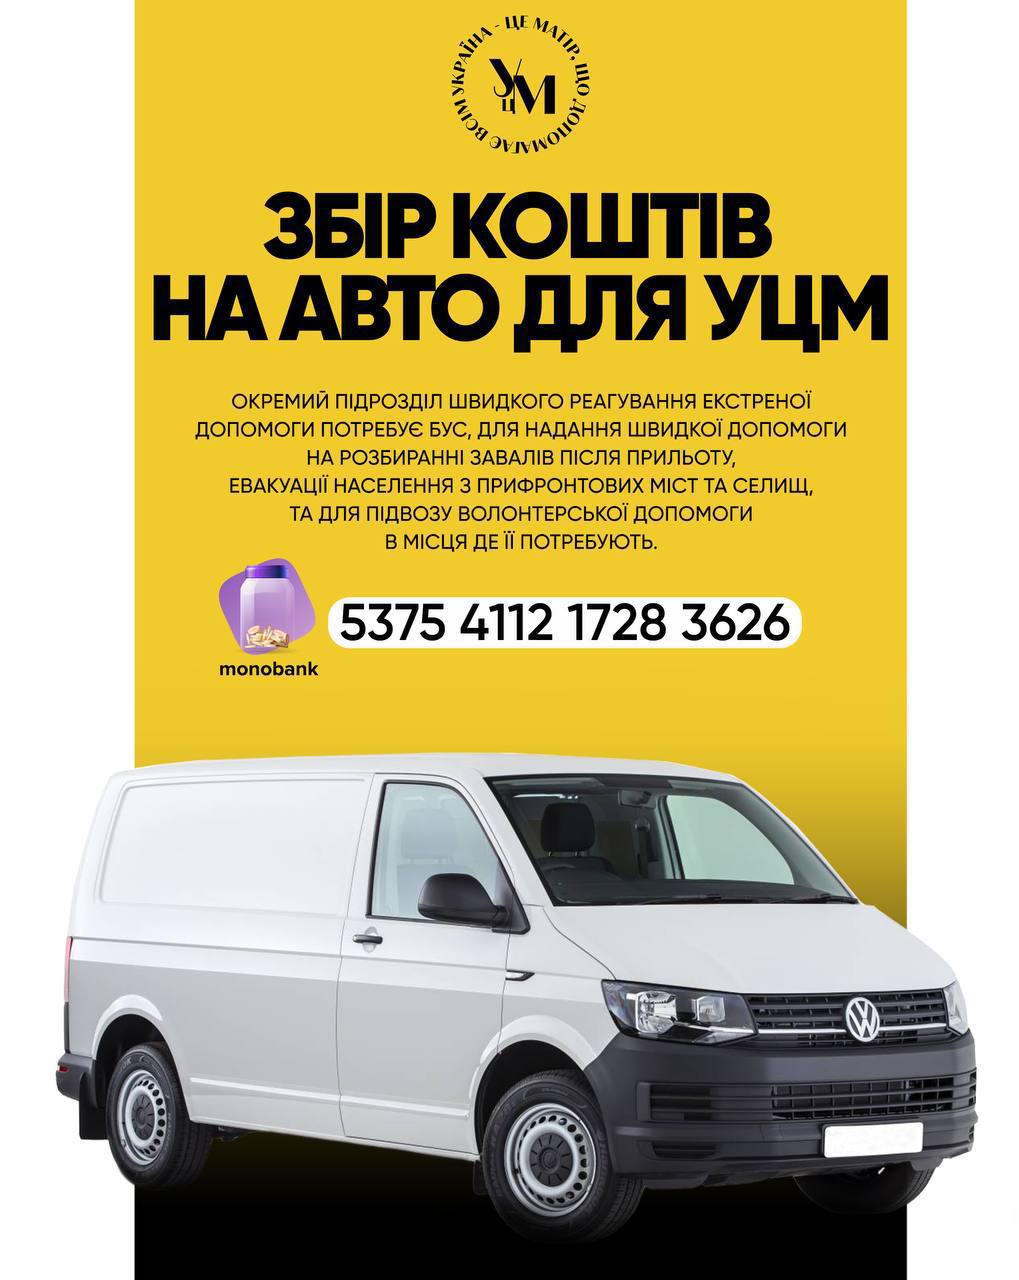 УКРАЇНА - ЦЕ МАТІР, ЩО ДОПОМАГАЄ ВСІМ
УЦМ
ЗБІР КОШТІВ
НА АВТО ДЛЯ УЦМ
ОКРЕМИЙ ПІДРОЗДІЛ ШВИДКОГО РЕАГУВАННЯ ЕКСТРЕНОЇ
ДОПОМОГИ ПОТРЕБУЄ БУС, ДЛЯ НАДАННЯ ШВИДКОЇ ДОПОМОГИ
НА РОЗБИРАННІ ЗАВАЛІВ ПІСЛЯ ПРИЛЬОТУ,
ЕВАКУАЦІЇ НАСЕЛЕННЯ З ПРИФРОНТОВИХ МІСТ ТА СЕЛИЩ,
ТА ДЛЯ ПІДВОЗУ ВОЛОНТЕРСЬКОЇ ДОПОМОГИ
В МІСЦЯ ДЕ ЇЇ ПОТРЕБУЮТЬ.
5375 4112 1728 3626
monobank